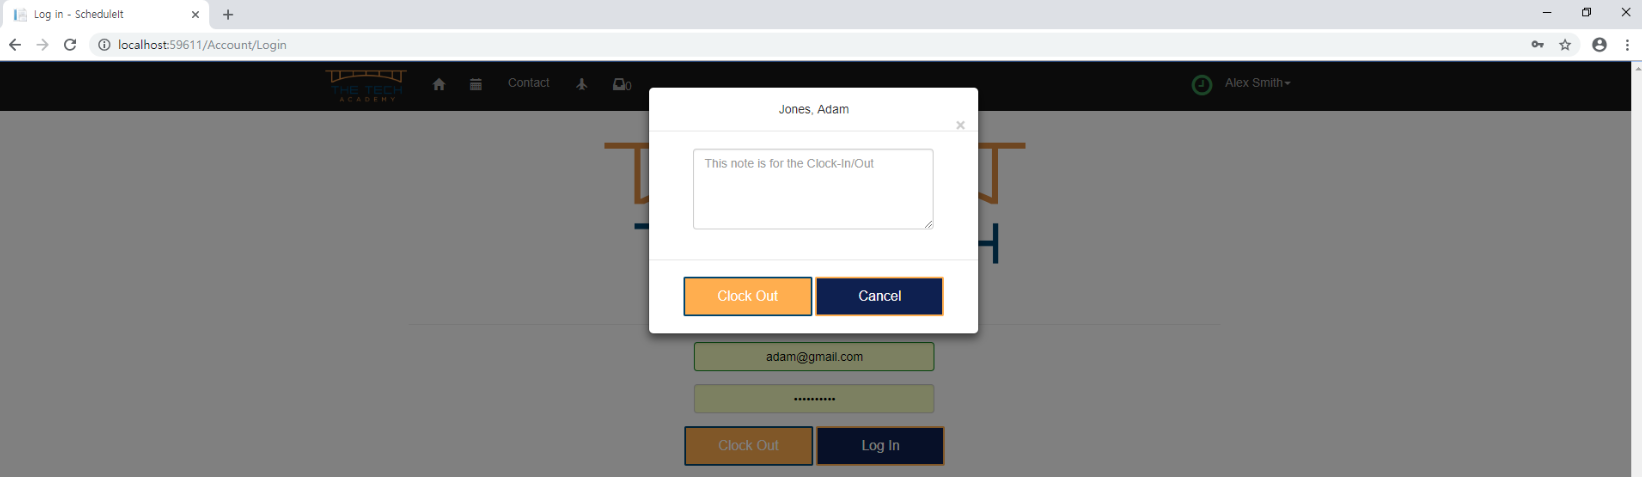 Log in - ScheduleIt
localhost:59611/Account/Login
THE TECH
ACADEMY
Contact
0
Alex Smith
Jones, Adam
×
This note is for the Clock-In/Out
Clock Out
Cancel
adam@gmail.com
••••••••••
Clock Out
Log In